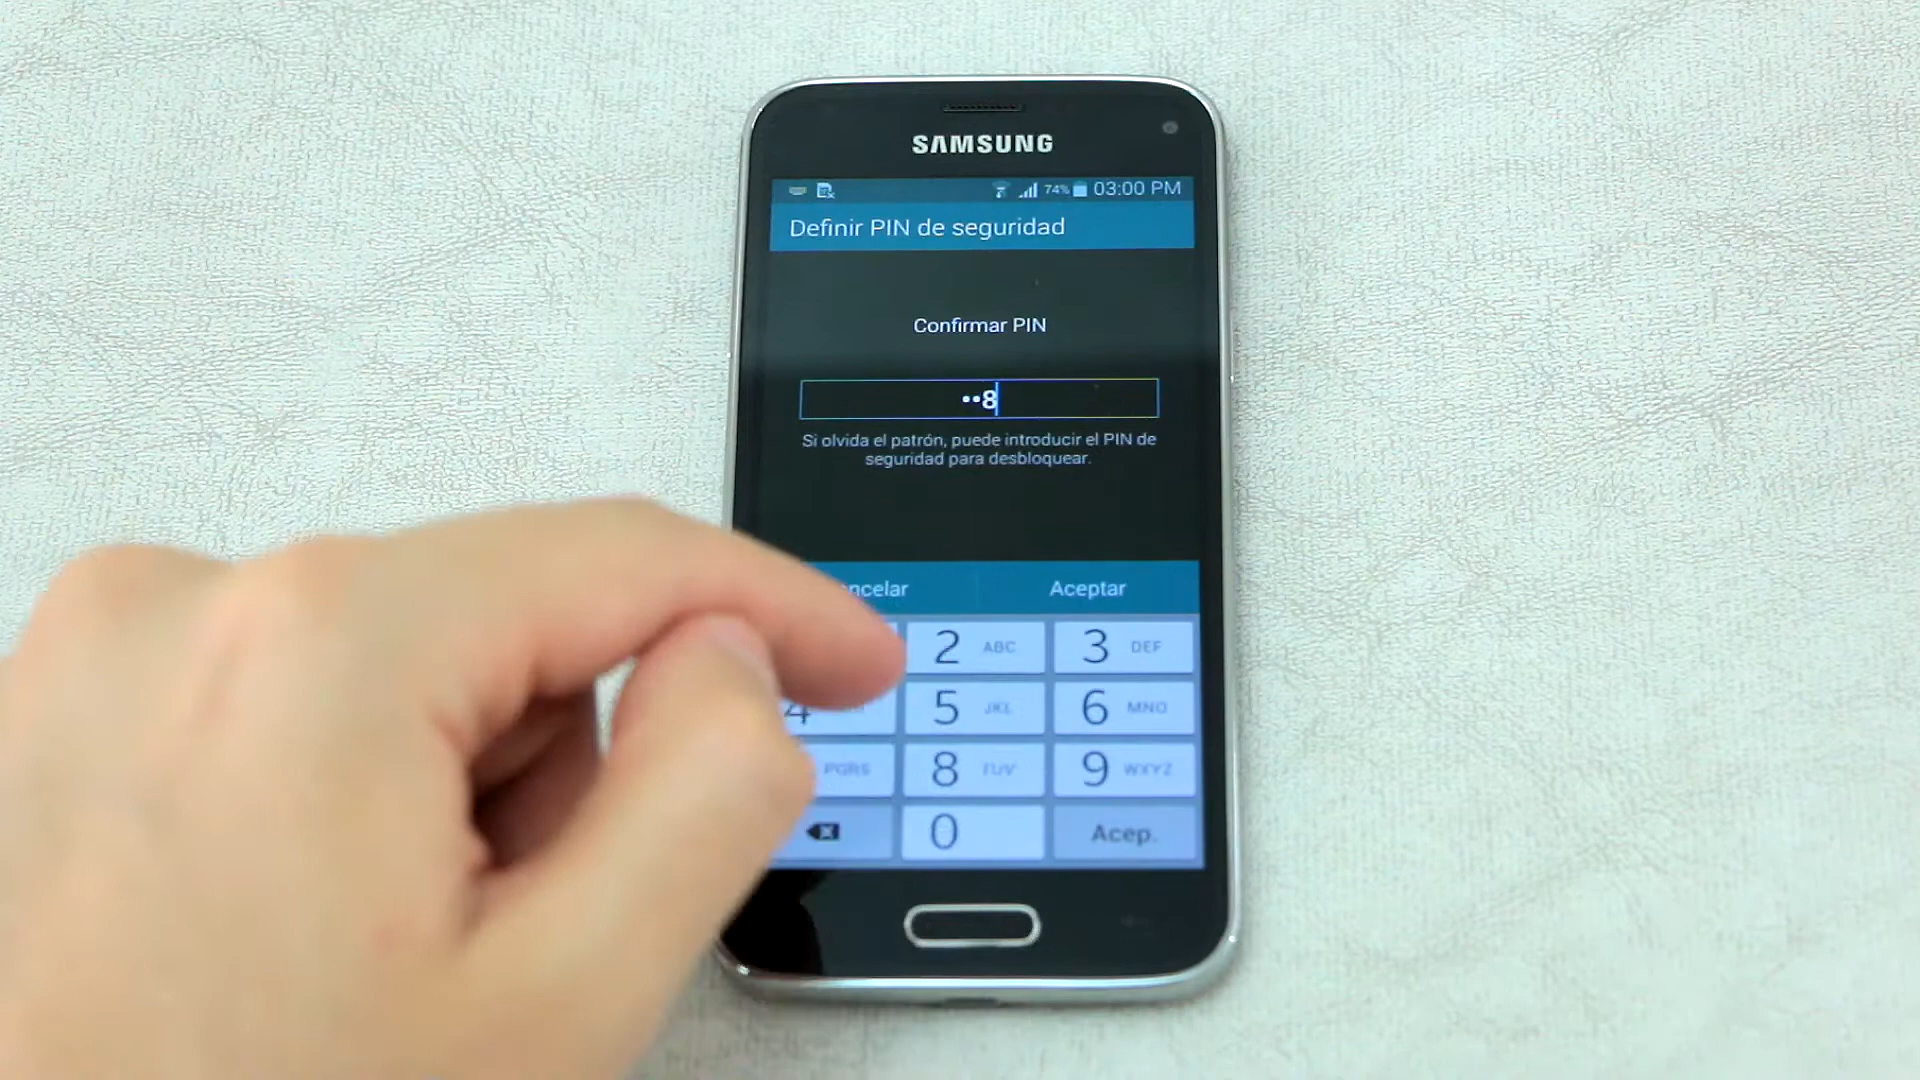 SAMSUNG
74% 03:00 PM
Definir PIN de seguridad
Confirmar PIN
••8
Si olvida el patrón, puede introducir el PIN de
seguridad para desbloquear.
ncelar Aceptar
2 ABC 3 DEF
4 5 JKL 6 MNO
PQRS 8 TUV 9 WXYZ
0 Acep.